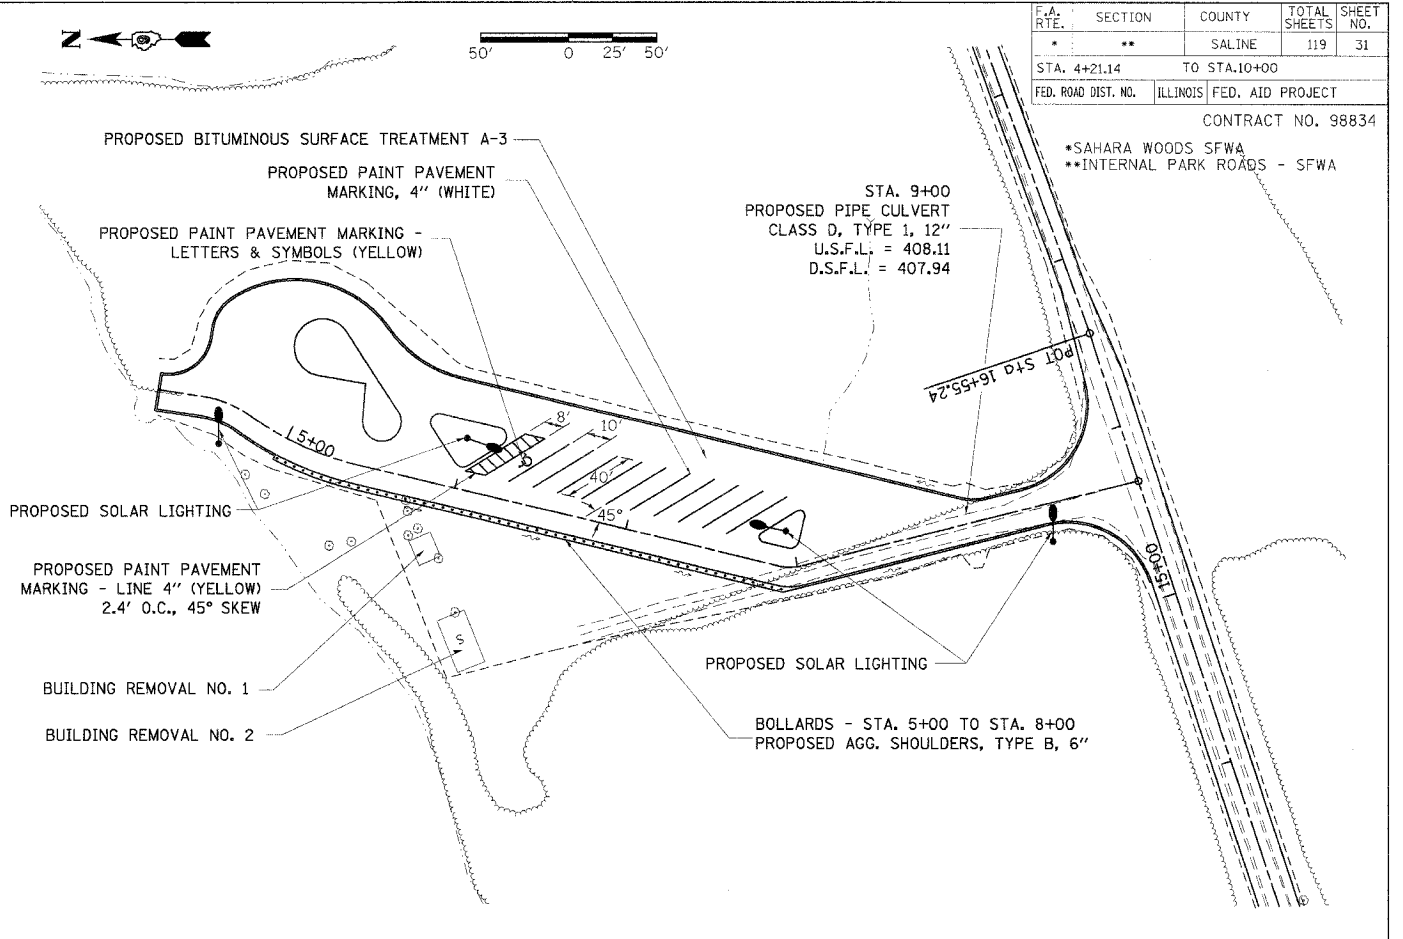 F.A. RTE. SECTION COUNTY TOTAL SHEETS SHEET NO.
* ** SALINE 119 31
STA. 4+21.14 TO STA.10+00
FED. ROAD DIST. NO. ILLINOIS FED. AID PROJECT
CONTRACT NO. 98834
*SAHARA WOODS SFWA
**INTERNAL PARK ROADS - SFWA
N
50' 0 25' 50'
PROPOSED BITUMINOUS SURFACE TREATMENT A-3
PROPOSED PAINT PAVEMENT
MARKING, 4" (WHITE)
PROPOSED PAINT PAVEMENT MARKING -
LETTERS & SYMBOLS (YELLOW)
STA. 9+00
PROPOSED PIPE CULVERT
CLASS D, TYPE 1, 12"
U.S.F.L. = 408.11
D.S.F.L. = 407.94
POT Sta 16+55.24
8'
10'
40'
45°
5+00
15+00
PROPOSED SOLAR LIGHTING
PROPOSED PAINT PAVEMENT
MARKING - LINE 4" (YELLOW)
2.4' O.C., 45° SKEW
S
BUILDING REMOVAL NO. 1
BUILDING REMOVAL NO. 2
PROPOSED SOLAR LIGHTING
BOLLARDS - STA. 5+00 TO STA. 8+00
PROPOSED AGG. SHOULDERS, TYPE B, 6"